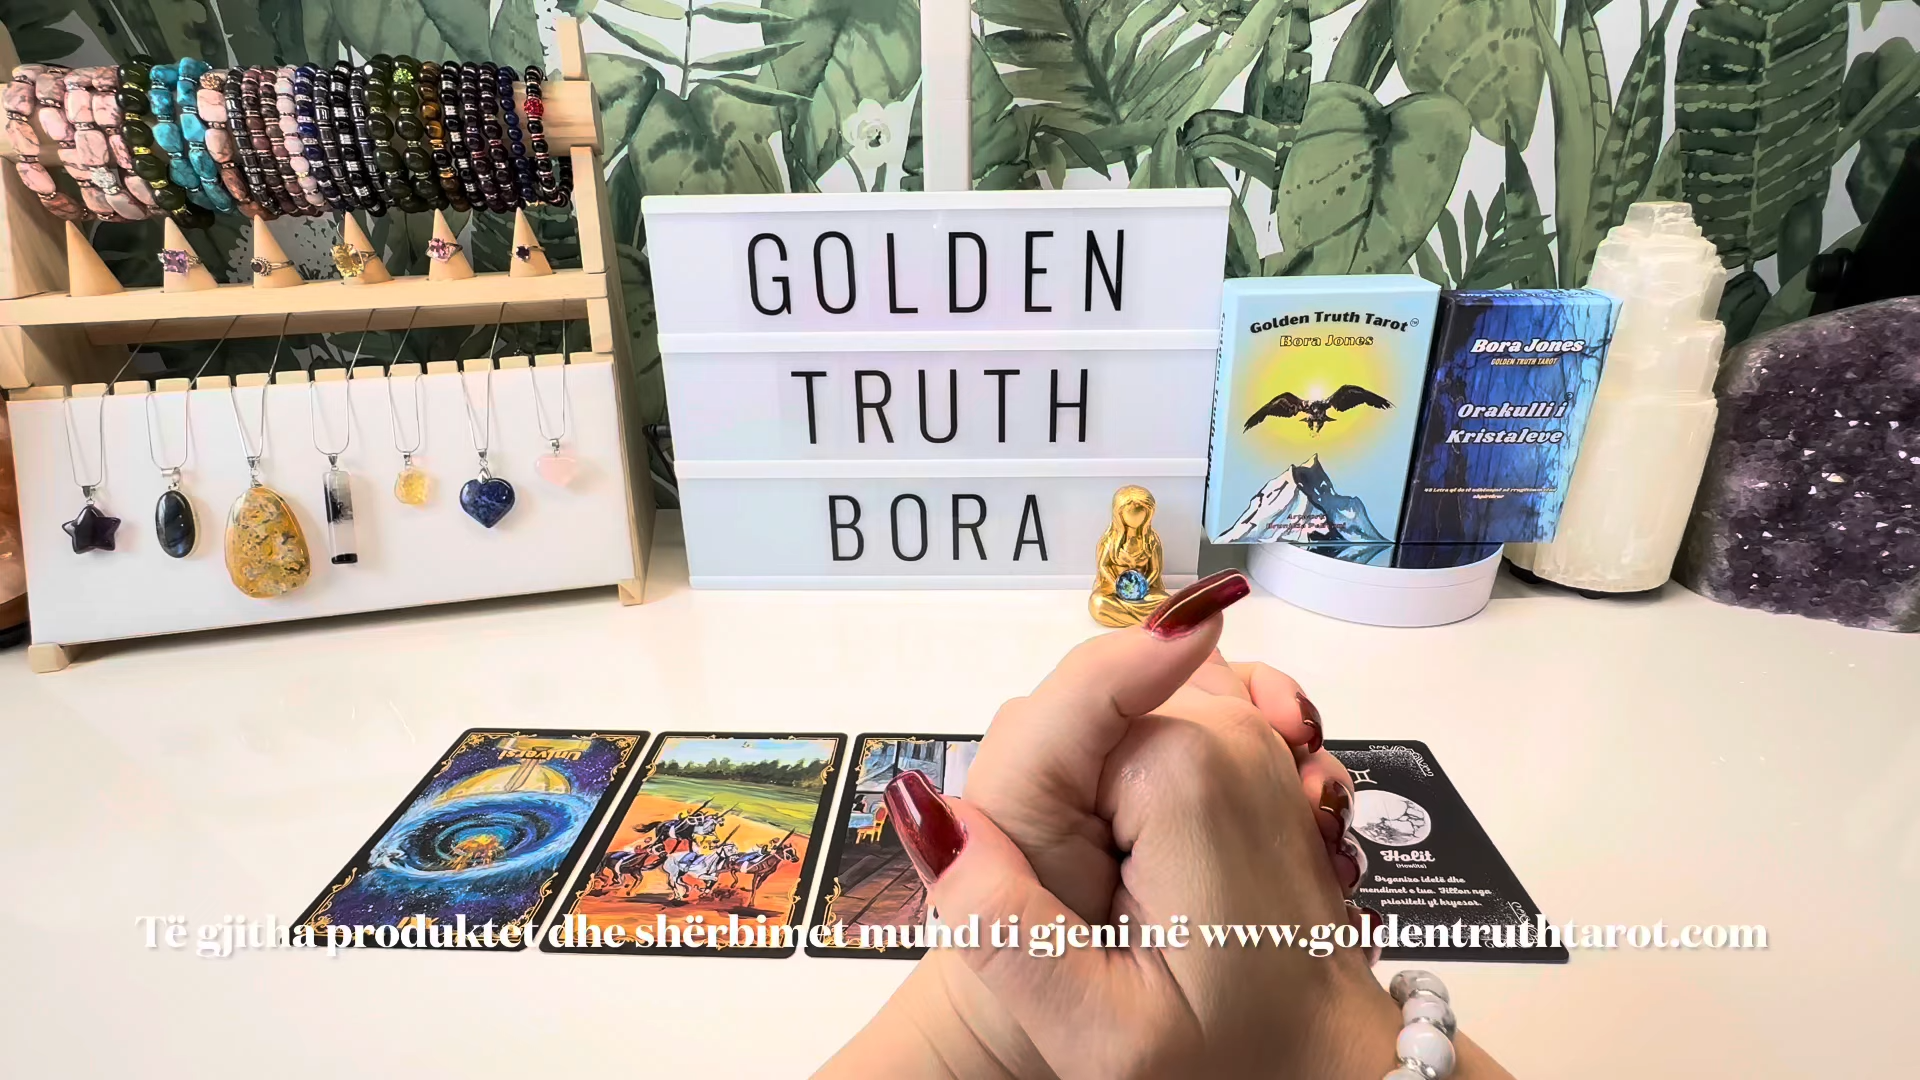 GOLDEN
TRUTH
BORA
Golden Truth Tarot
Bora Jones
Bora Jones
GOLDEN TRUTH TAROT
Orakulli i
Kristaleve
Universi
Holit
(Howlite)
Organizo idetë dhe
mendimet e tua. Fillon nga
prioriteti yt kryesor.
Të gjitha produktet dhe shërbimet mund ti gjeni në www.goldentruthtarot.com